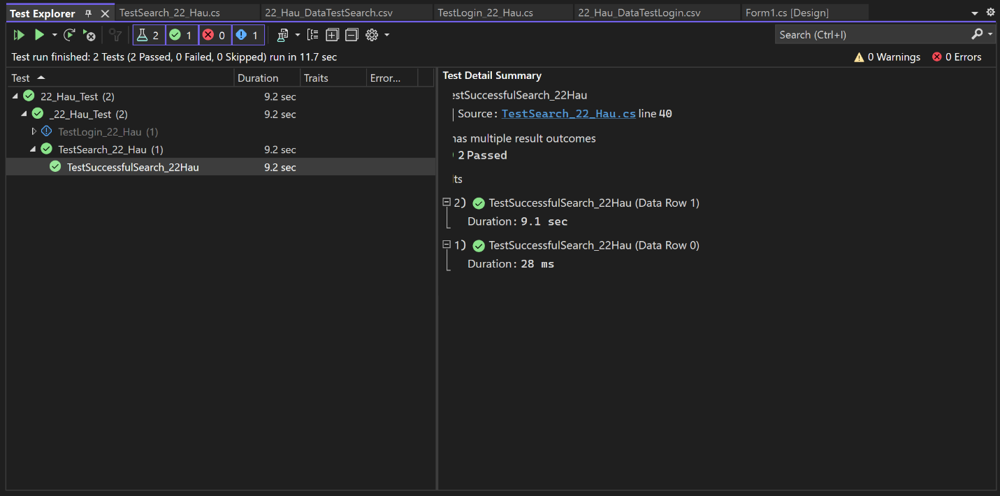 Test Explorer TestSearch_22_Hau.cs 22_Hau_DataTestSearch.csv TestLogin_22_Hau.cs 22_Hau_DataTestLogin.csv Form1.cs [Design]
2 1 0 1 Search (Ctrl+I)
Test run finished: 2 Tests (2 Passed, 0 Failed, 0 Skipped) run in 11.7 sec 0 Warnings 0 Errors
Test Duration Traits Error...
22_Hau_Test (2) 9.2 sec
_22_Hau_Test (2) 9.2 sec
TestLogin_22_Hau (1)
TestSearch_22_Hau (1) 9.2 sec
TestSuccessfulSearch_22Hau 9.2 sec
Test Detail Summary
estSuccessfulSearch_22Hau
Source: TestSearch_22_Hau.cs line 40
has multiple result outcomes
2 Passed
lts
2) TestSuccessfulSearch_22Hau (Data Row 1)
Duration: 9.1 sec
1) TestSuccessfulSearch_22Hau (Data Row 0)
Duration: 28 ms